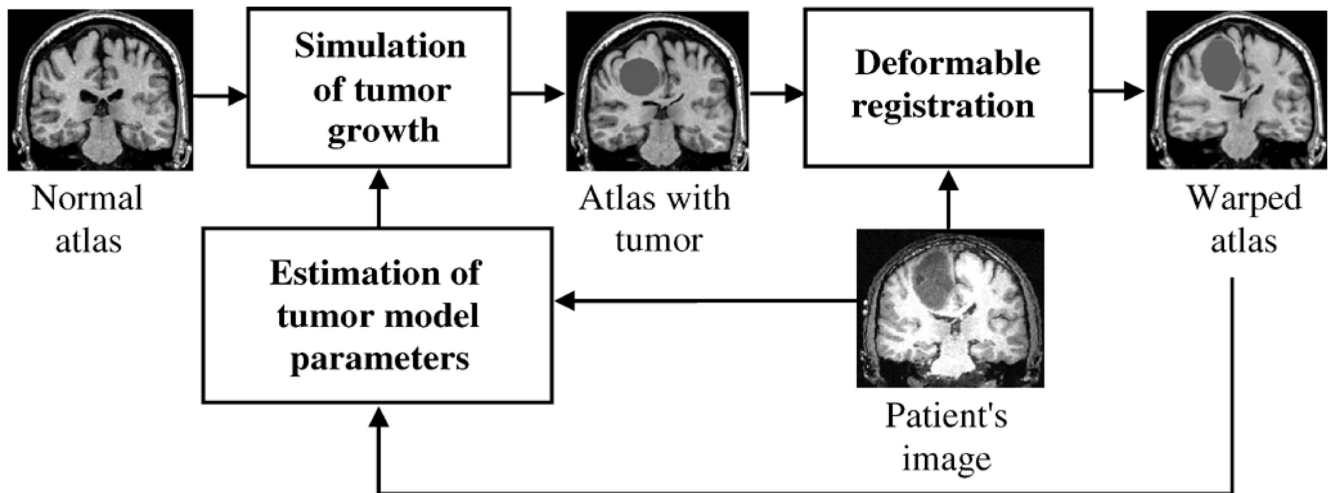 Simulation
of tumor
growth
Deformable
registration
Normal
atlas
Atlas with
tumor
Warped
atlas
Estimation of
tumor model
parameters
Patient's
image